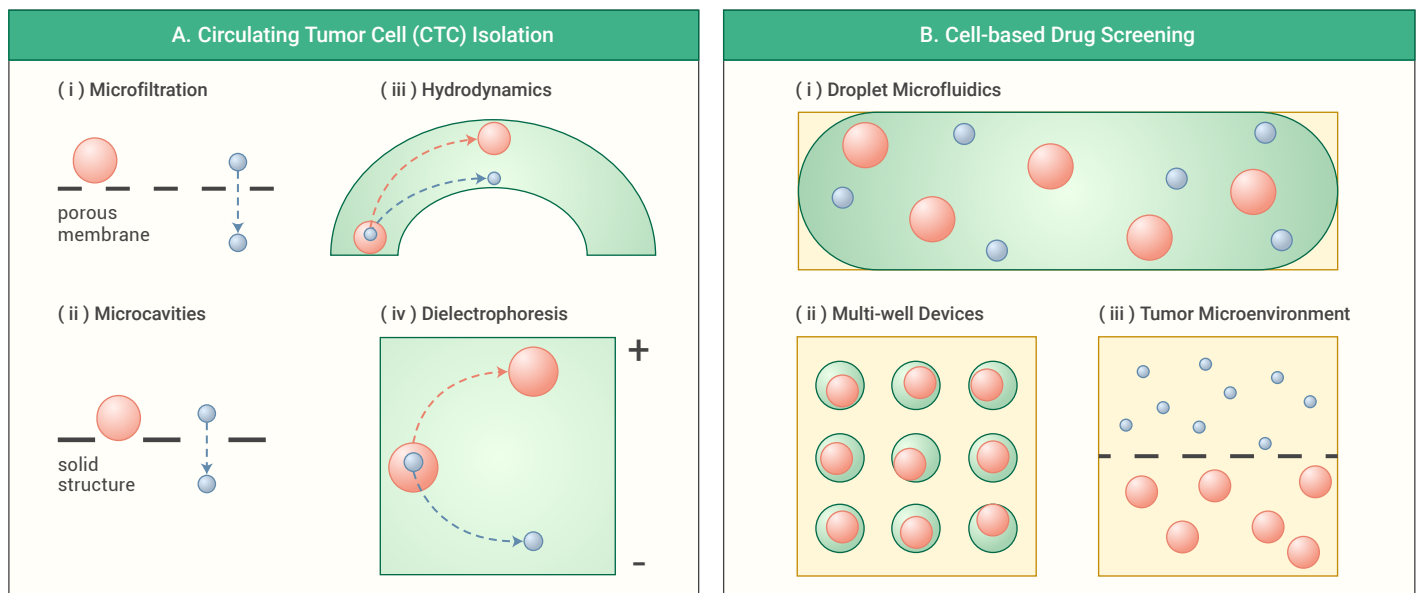 A. Circulating Tumor Cell (CTC) Isolation
( i ) Microfiltration
porous
membrane
( iii ) Hydrodynamics
( ii ) Microcavities
solid
structure
( iv ) Dielectrophoresis
+
-
B. Cell-based Drug Screening
( i ) Droplet Microfluidics
( ii ) Multi-well Devices
( iii ) Tumor Microenvironment